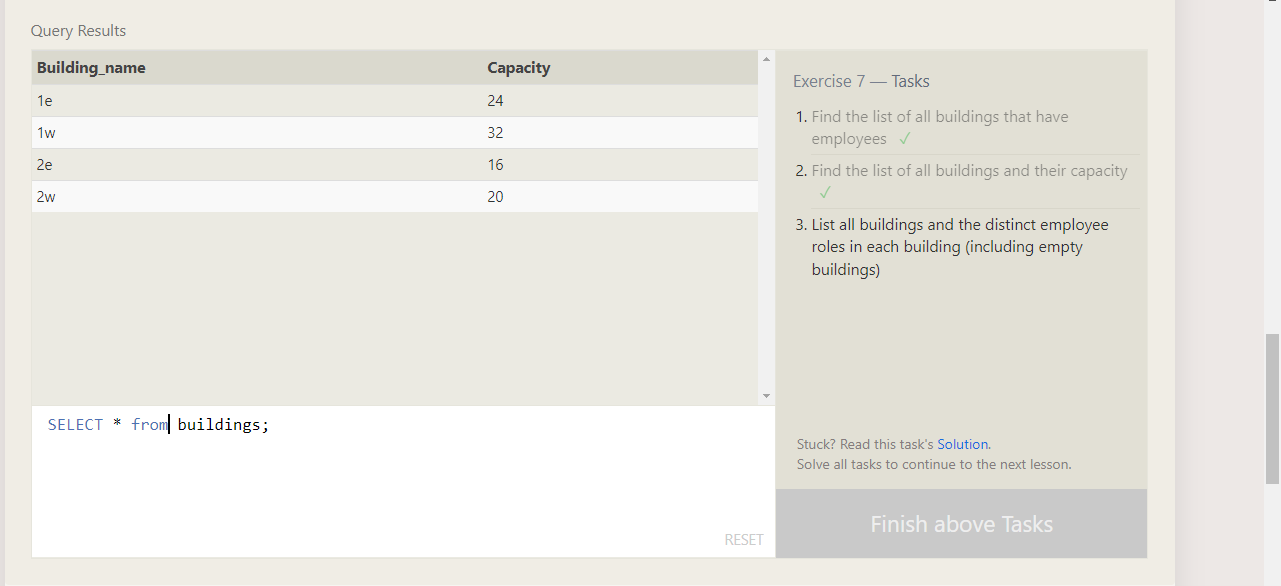 Query Results
Building_name Capacity
1e 24
1w 32
2e 16
2w 20
SELECT * from buildings;
RESET
Exercise 7 — Tasks
1. Find the list of all buildings that have
employees ✓
2. Find the list of all buildings and their capacity
✓
3. List all buildings and the distinct employee
roles in each building (including empty
buildings)
Stuck? Read this task's Solution.
Solve all tasks to continue to the next lesson.
Finish above Tasks